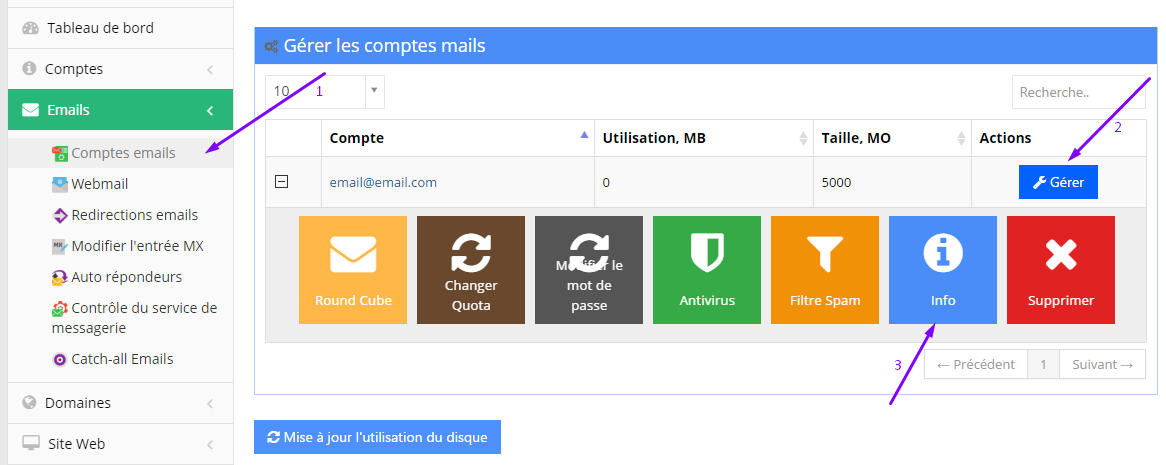 Tableau de bord
Comptes
Emails
Comptes emails
Webmail
Redirections emails
Modifier l'entrée MX
Auto répondeurs
Contrôle du service de
messagerie
Catch-all Emails
Domaines
Site Web
Gérer les comptes mails
10 1
Recherche..
2
Compte Utilisation, MB Taille, MO Actions
email@email.com 0 5000 Gérer
Round Cube
Changer
Quota
Modifier le
mot de
passe
Antivirus
Filtre Spam
Info
Supprimer
3
← Précédent 1 Suivant →
Mise à jour l'utilisation du disque